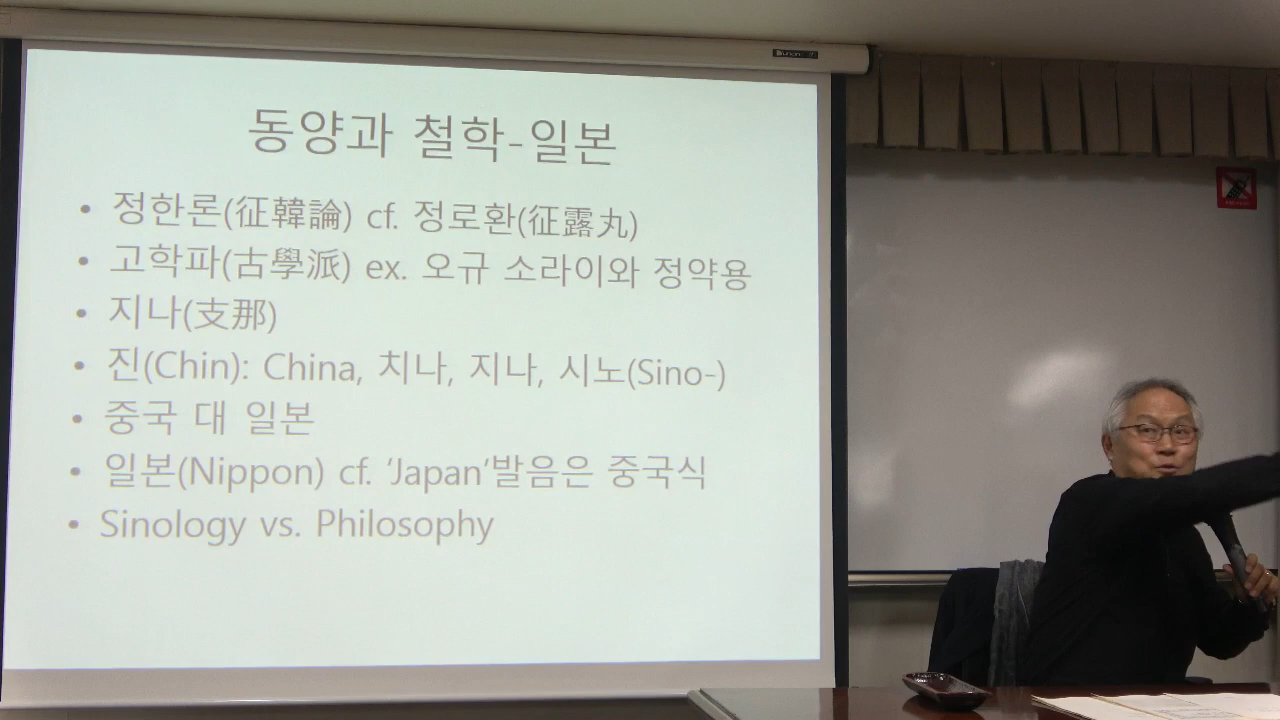 동양과 철학-일본
• 정한론(征韓論) cf. 정로환(征露丸)
• 고학파(古學派) ex. 오규 소라이와 정약용
• 지나(支那)
• 진(Chin): China, 치나, 지나, 시노(Sino-)
• 중국 대 일본
• 일본(Nippon) cf. ‘Japan’발음은 중국식
• Sinology vs. Philosophy